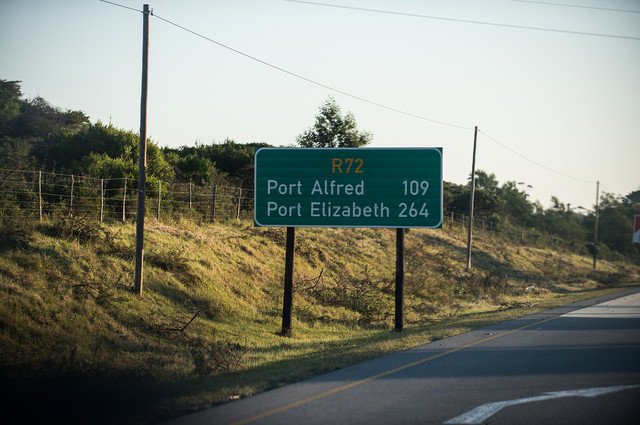 R72
Port Alfred 109
Port Elizabeth 264